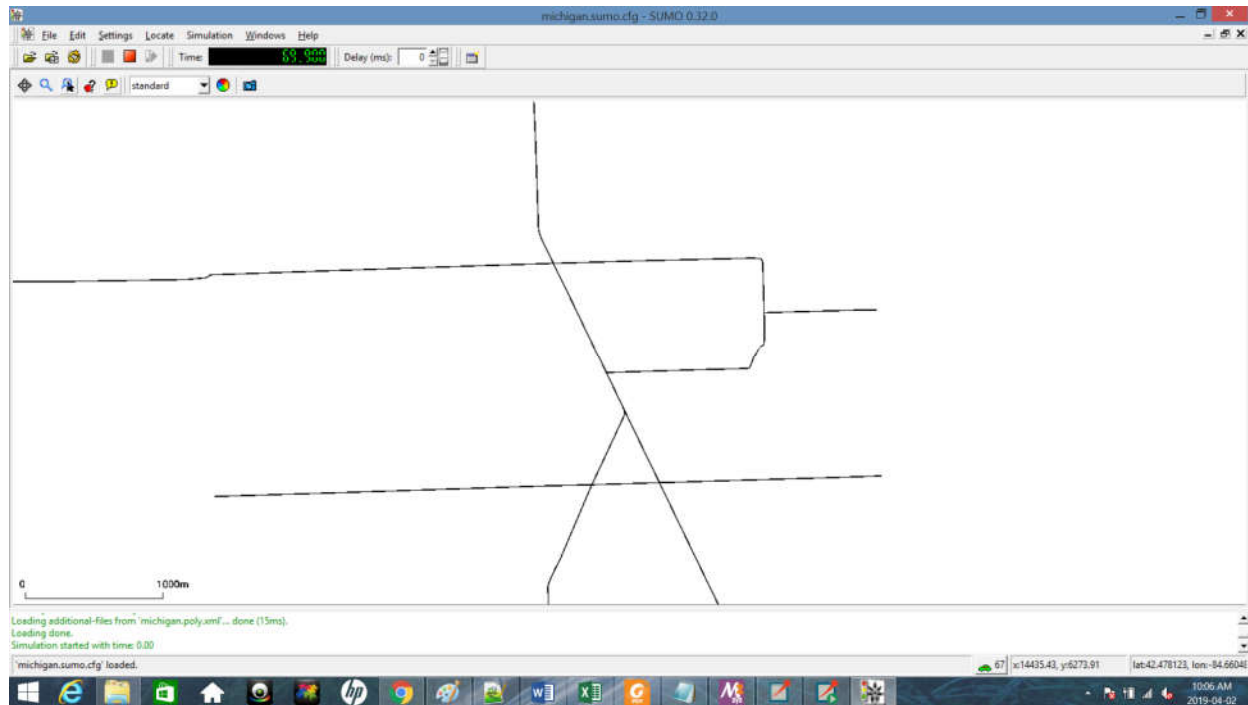 michigan.sumo.cfg - SUMO 0.32.0
File Edit Settings Locate Simulation Windows Help
Time: 69.900 Delay (ms): 0
standard
0 1000m
Loading additional-files from 'michigan.poly.xml'... done (15ms).
Loading done.
Simulation started with time: 0.00
'michigan.sumo.cfg' loaded. 67 x:14435.43, y:6273.91 lat:42.478123, lon:-84.66048
10:06 AM
2019-04-02